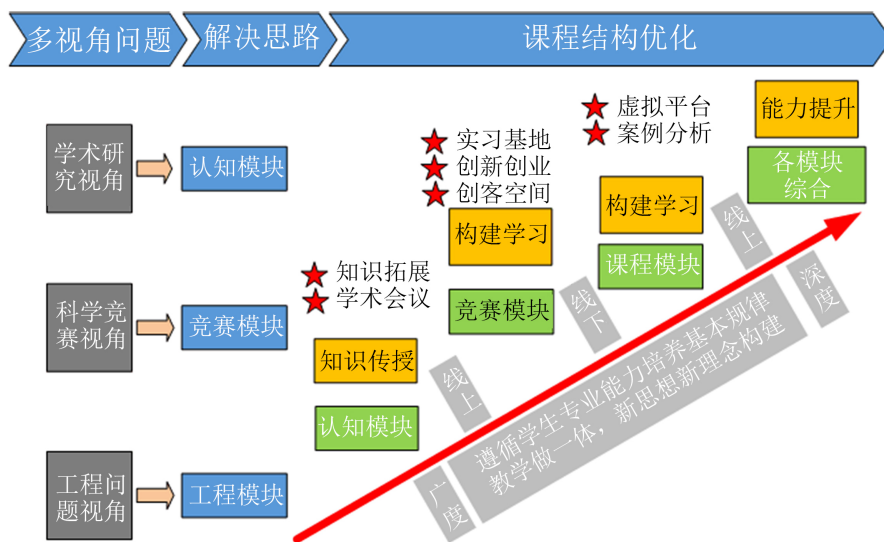 多视角问题
解决思路
课程结构优化
学术研
究视角
认知模块
科学竞
赛视角
竞赛模块
工程问
题视角
工程模块
知识拓展
学术会议
知识传授
认知模块
实习基地
创新创业
创客空间
构建学习
竞赛模块
虚拟平台
案例分析
构建学习
课程模块
能力提升
各模块
综合
线上
线下
线上
广度
遵循学生专业能力培养基本规律
教学做一体，新思想新理念构建
深度